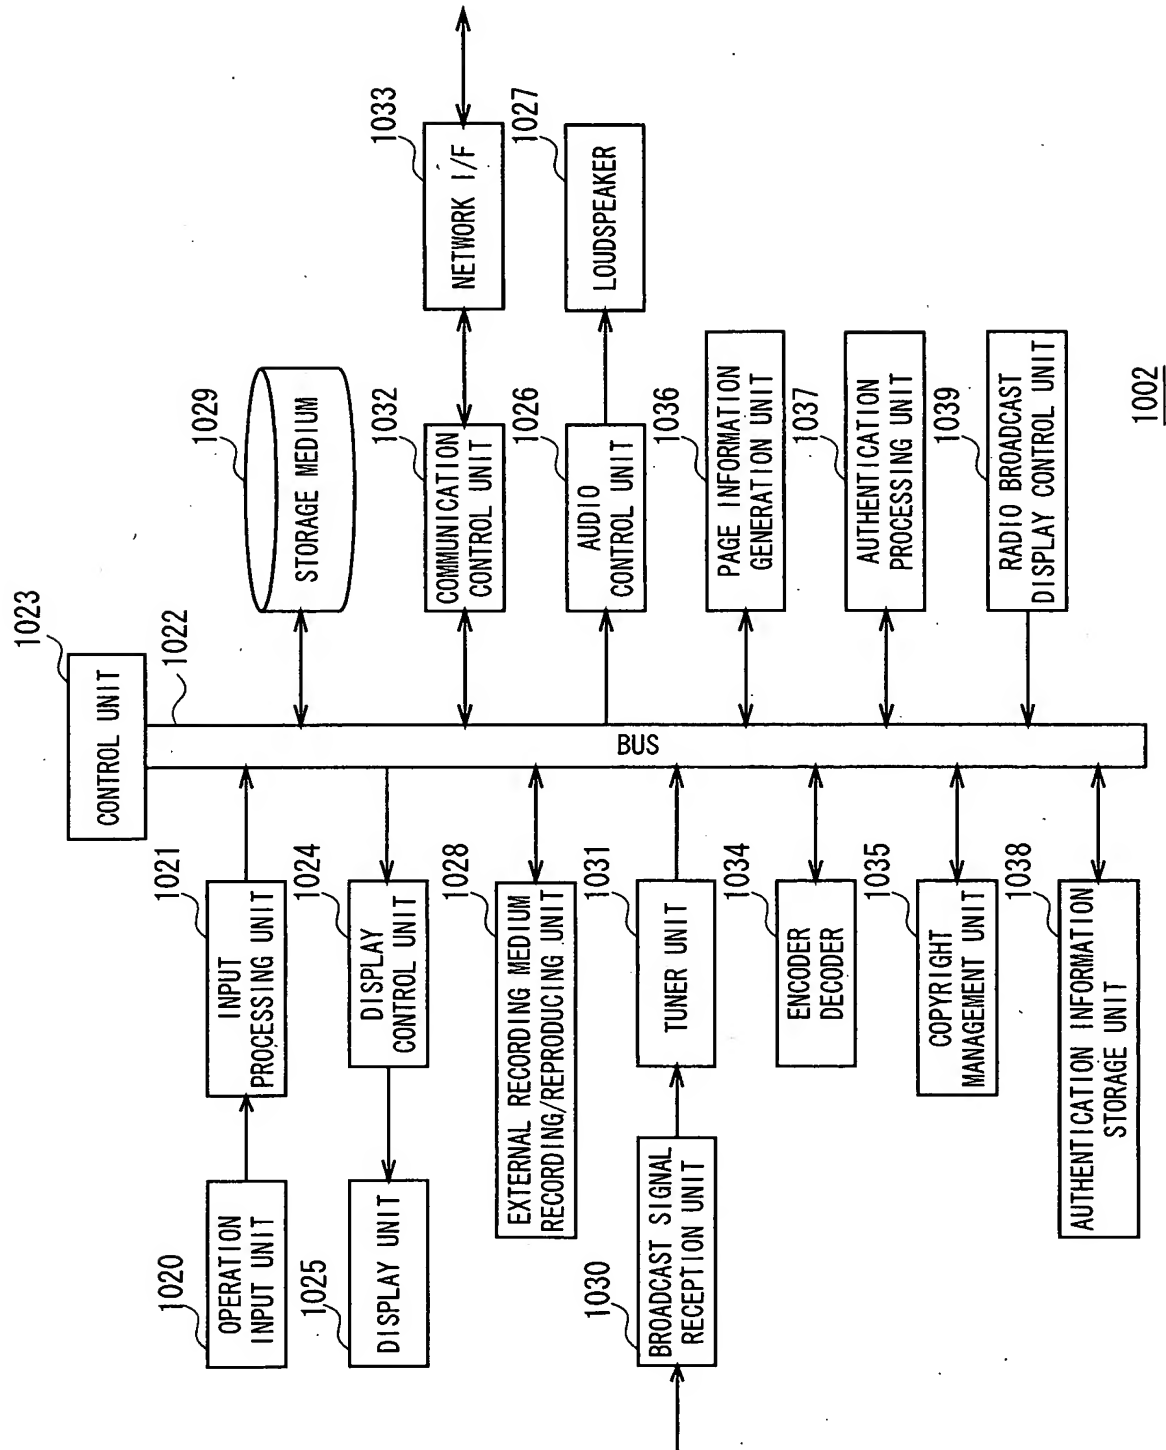 1023
CONTROL UNIT
1022
BUS
1020
OPERATION
INPUT UNIT
1021
INPUT
PROCESSING UNIT
1025
DISPLAY UNIT
1024
DISPLAY
CONTROL UNIT
1028
EXTERNAL RECORDING MEDIUM
RECORDING/REPRODUCING UNIT
1030
BROADCAST SIGNAL
RECEPTION UNIT
1031
TUNER UNIT
1034
ENCODER
DECODER
1035
COPYRIGHT
MANAGEMENT UNIT
1038
AUTHENTICATION INFORMATION
STORAGE UNIT
1029
STORAGE MEDIUM
1032
COMMUNICATION
CONTROL UNIT
1033
NETWORK I/F
1026
AUDIO
CONTROL UNIT
1027
LOUDSPEAKER
1036
PAGE INFORMATION
GENERATION UNIT
1037
AUTHENTICATION
PROCESSING UNIT
1039
RADIO BROADCAST
DISPLAY CONTROL UNIT
1002